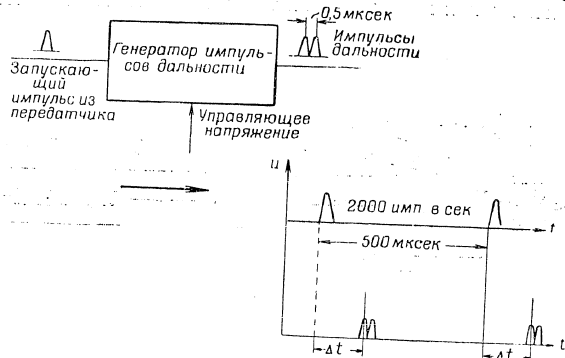 0,5 мксек
Импульсы
дальности
Генератор импуль-
сов дальности
Запускаю-
щий
импульс из
передатчика
Управляющее
напряжение
u
2000 имп в сек
t
500 мксек
Δt
Δt
t